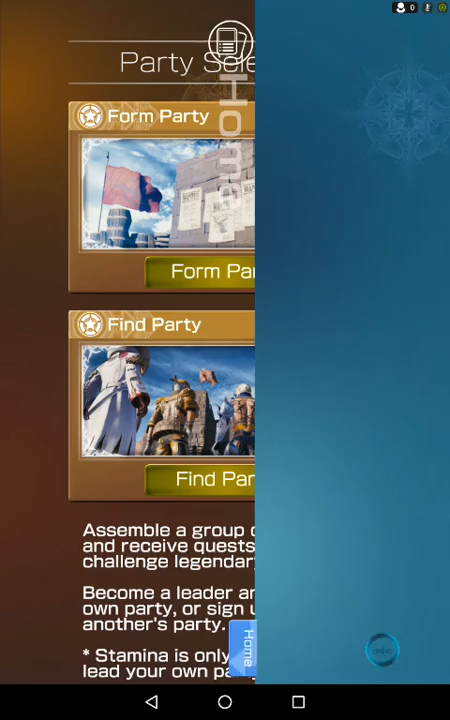 0
Party Sele
Home
Form Party
Form Par
Find Party
Find Par
Assemble a group o
and receive quests
challenge legendary
Become a leader an
own party, or sign u
another's party.
Home
* Stamina is only
lead your own pa